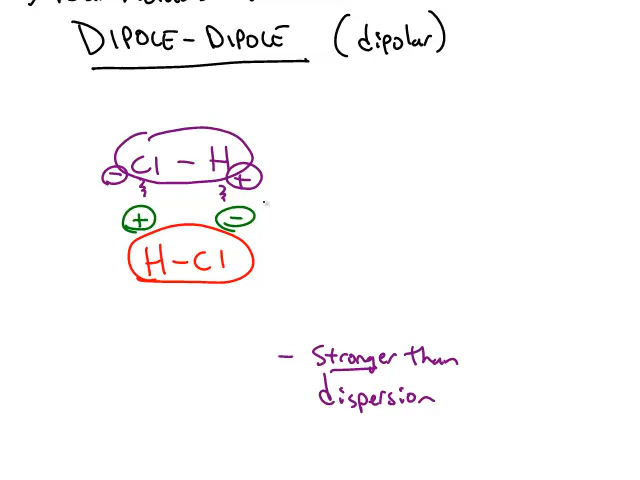 DIPOLE-DIPOLE (dipolar)
Cl - H
- +
+ -
H-Cl
- Stronger than
dispersion